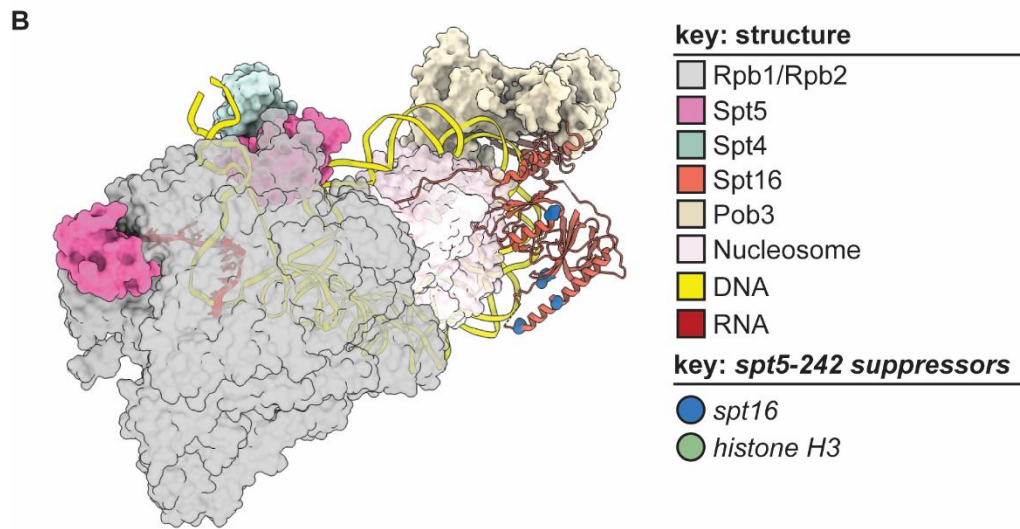 B
key: structure
Rpb1/Rpb2
Spt5
Spt4
Spt16
Pob3
Nucleosome
DNA
RNA
key: spt5-242 suppressors
spt16
histone H3